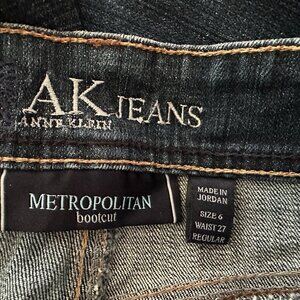 AK JEANS
ANNE KLEIN
METROPOLITAN
bootcut
MADE IN
JORDAN
SIZE 6
WAIST 27
REGULAR